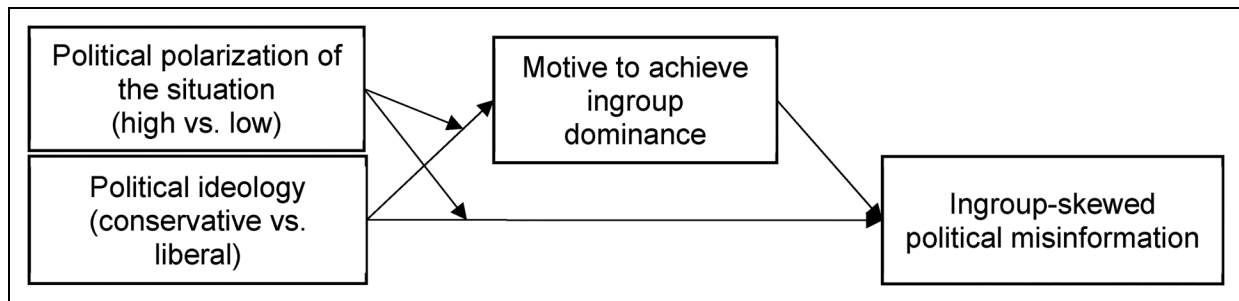 Political polarization of
the situation
(high vs. low)
Motive to achieve
ingroup
dominance
Political ideology
(conservative vs.
liberal)
Ingroup-skewed
political misinformation